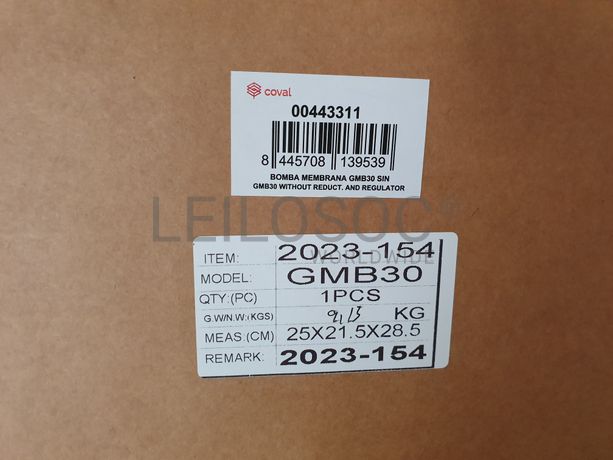 coval
00443311
8 445708 139539
BOMBA MEMBRANA GMB30 SIN
GMB30 WITHOUT REDUCT. AND REGULATOR
LEILOSOC®
WORLDWIDE
ITEM: 2023-154
MODEL: GMB30
QTY:(PC) 1PCS
G.W/N.W:(KGS) KG
MEAS.(CM) 25X21.5X28.5
REMARK: 2023-154